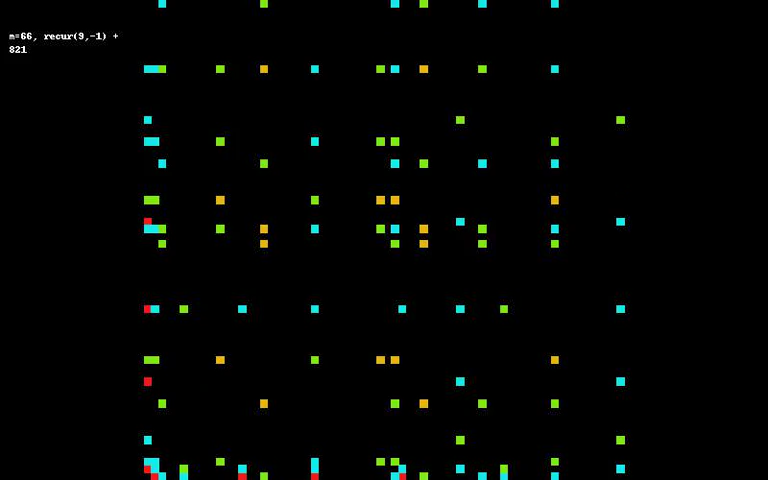 m=66, recur(9,-1) +
821